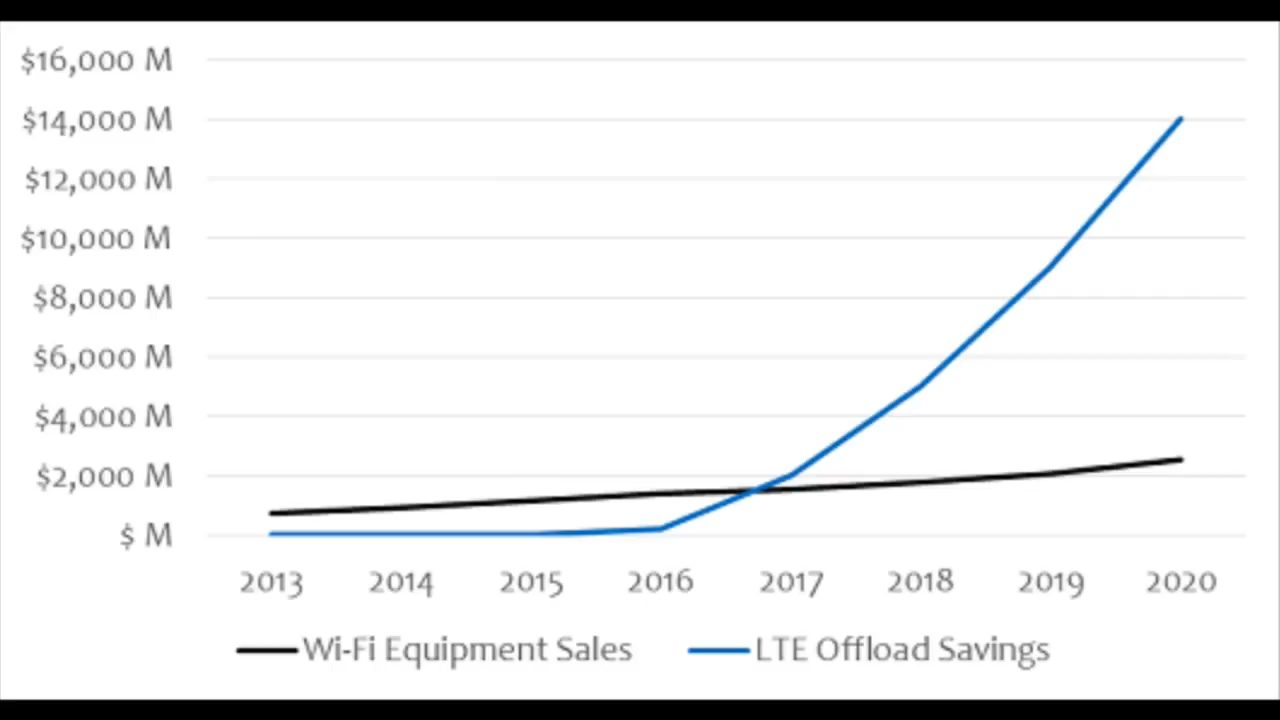 $16,000 M
$14,000 M
$12,000 M
$10,000 M
$8,000 M
$6,000 M
$4,000 M
$2,000 M
$ M
2013 2014 2015 2016 2017 2018 2019 2020
Wi-Fi Equipment Sales LTE Offload Savings